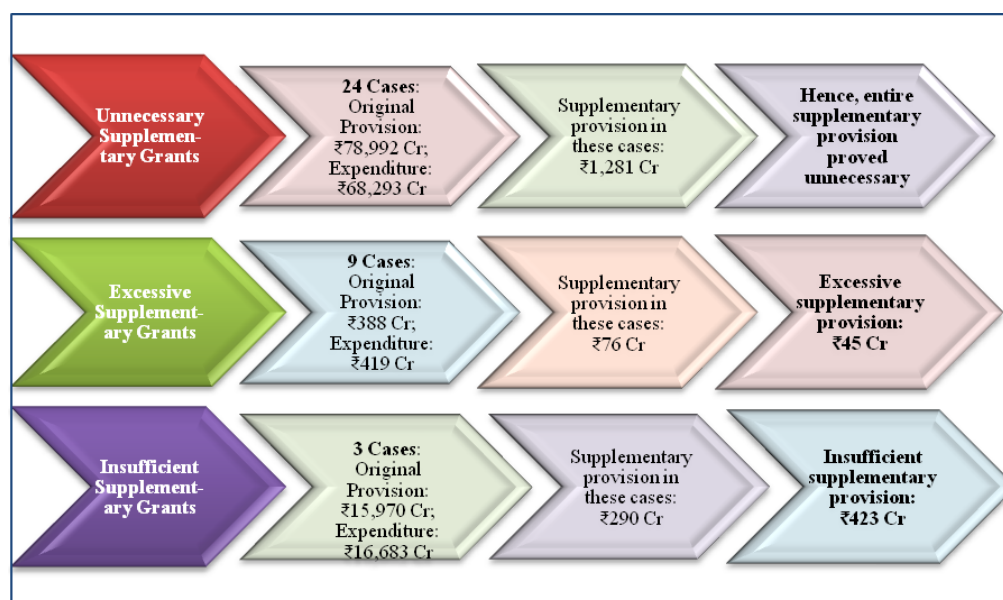 Unnecessary
Supplemen-
tary Grants
24 Cases:
Original
Provision:
₹78,992 Cr;
Expenditure:
₹68,293 Cr
Supplementary
provision in
these cases:
₹1,281 Cr
Hence, entire
supplementary
provision
proved
unnecessary
Excessive
Supplement-
ary Grants
9 Cases:
Original
Provision:
₹388 Cr;
Expenditure:
₹419 Cr
Supplementary
provision in
these cases:
₹76 Cr
Excessive
supplementary
provision:
₹45 Cr
Insufficient
Supplement-
ary Grants
3 Cases:
Original
Provision:
₹15,970 Cr;
Expenditure:
₹16,683 Cr
Supplementary
provision in
these cases:
₹290 Cr
Insufficient
supplementary
provision:
₹423 Cr